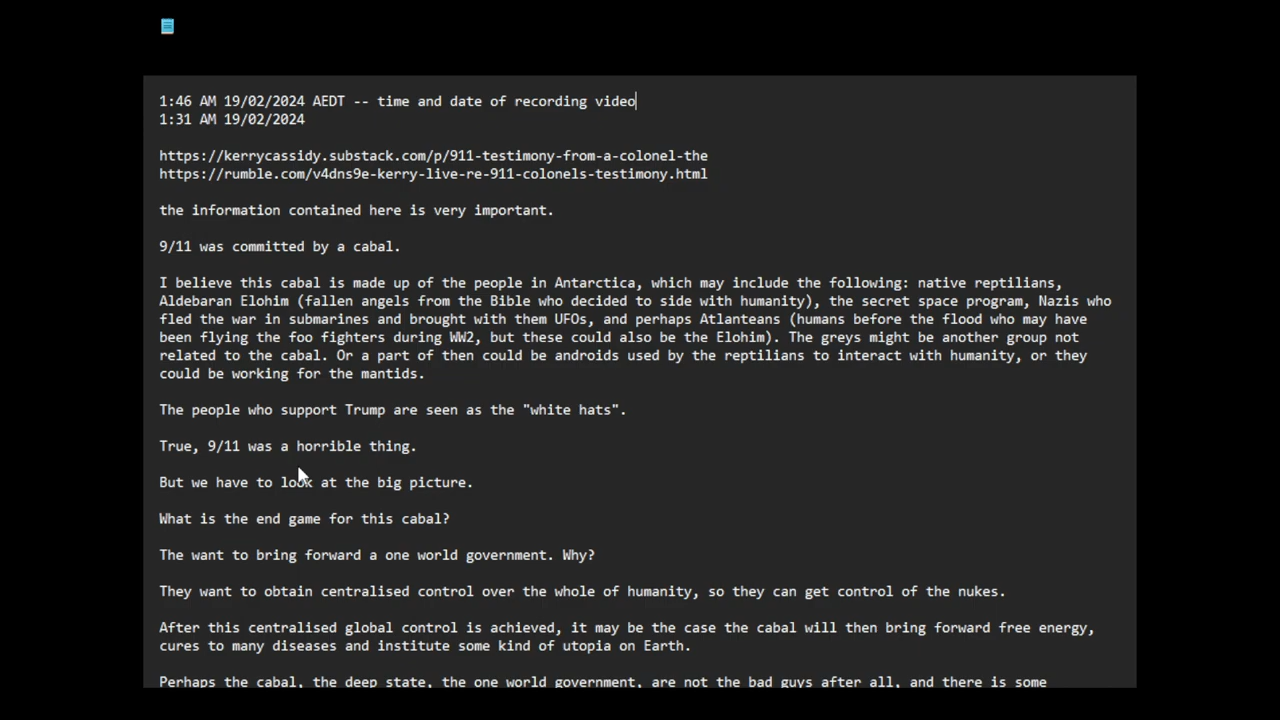 1:46 AM 19/02/2024 AEDT -- time and date of recording video
1:31 AM 19/02/2024
https://kerrycassidy.substack.com/p/911-testimony-from-a-colonel-the
https://rumble.com/v4dns9e-kerry-live-re-911-colonels-testimony.html
the information contained here is very important.
9/11 was committed by a cabal.
I believe this cabal is made up of the people in Antarctica, which may include the following: native reptilians,
Aldebaran Elohim (fallen angels from the Bible who decided to side with humanity), the secret space program, Nazis who
fled the war in submarines and brought with them UFOs, and perhaps Atlanteans (humans before the flood who may have
been flying the foo fighters during WW2, but these could also be the Elohim). The greys might be another group not
related to the cabal. Or a part of then could be androids used by the reptilians to interact with humanity, or they
could be working for the mantids.
The people who support Trump are seen as the "white hats".
True, 9/11 was a horrible thing.
But we have to look at the big picture.
What is the end game for this cabal?
The want to bring forward a one world government. Why?
They want to obtain centralised control over the whole of humanity, so they can get control of the nukes.
After this centralised global control is achieved, it may be the case the cabal will then bring forward free energy,
cures to many diseases and institute some kind of utopia on Earth.
Perhaps the cabal, the deep state, the one world government, are not the bad guys after all, and there is some